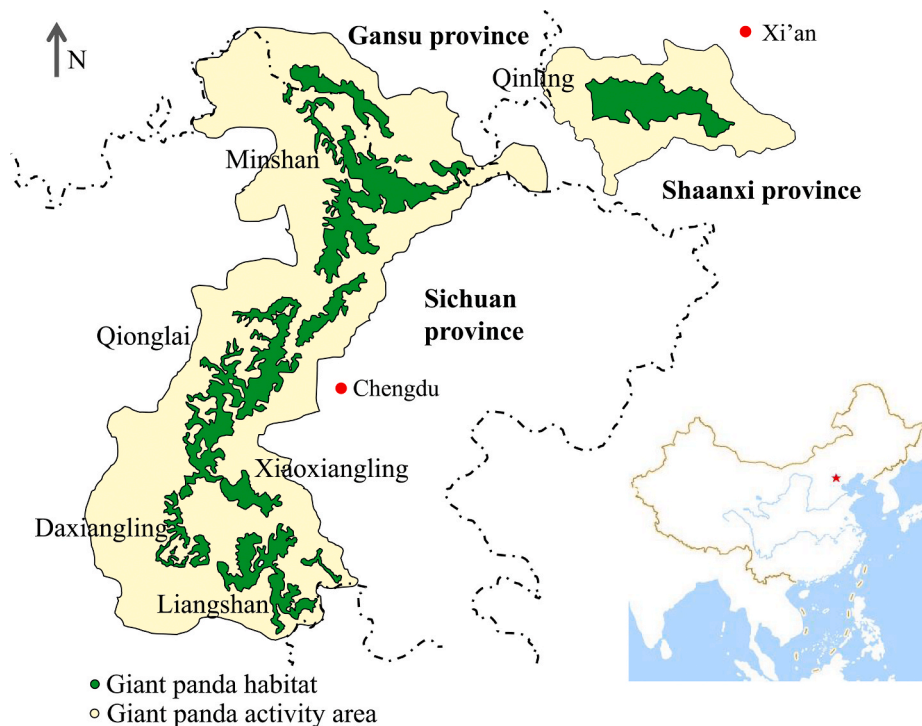 Gansu province
Xi’an
N
Qinling
Minshan
Shaanxi province
Sichuan
province
Qionglai
Chengdu
Xiaoxiangling
Daxiangling
Liangshan
Giant panda habitat
Giant panda activity area